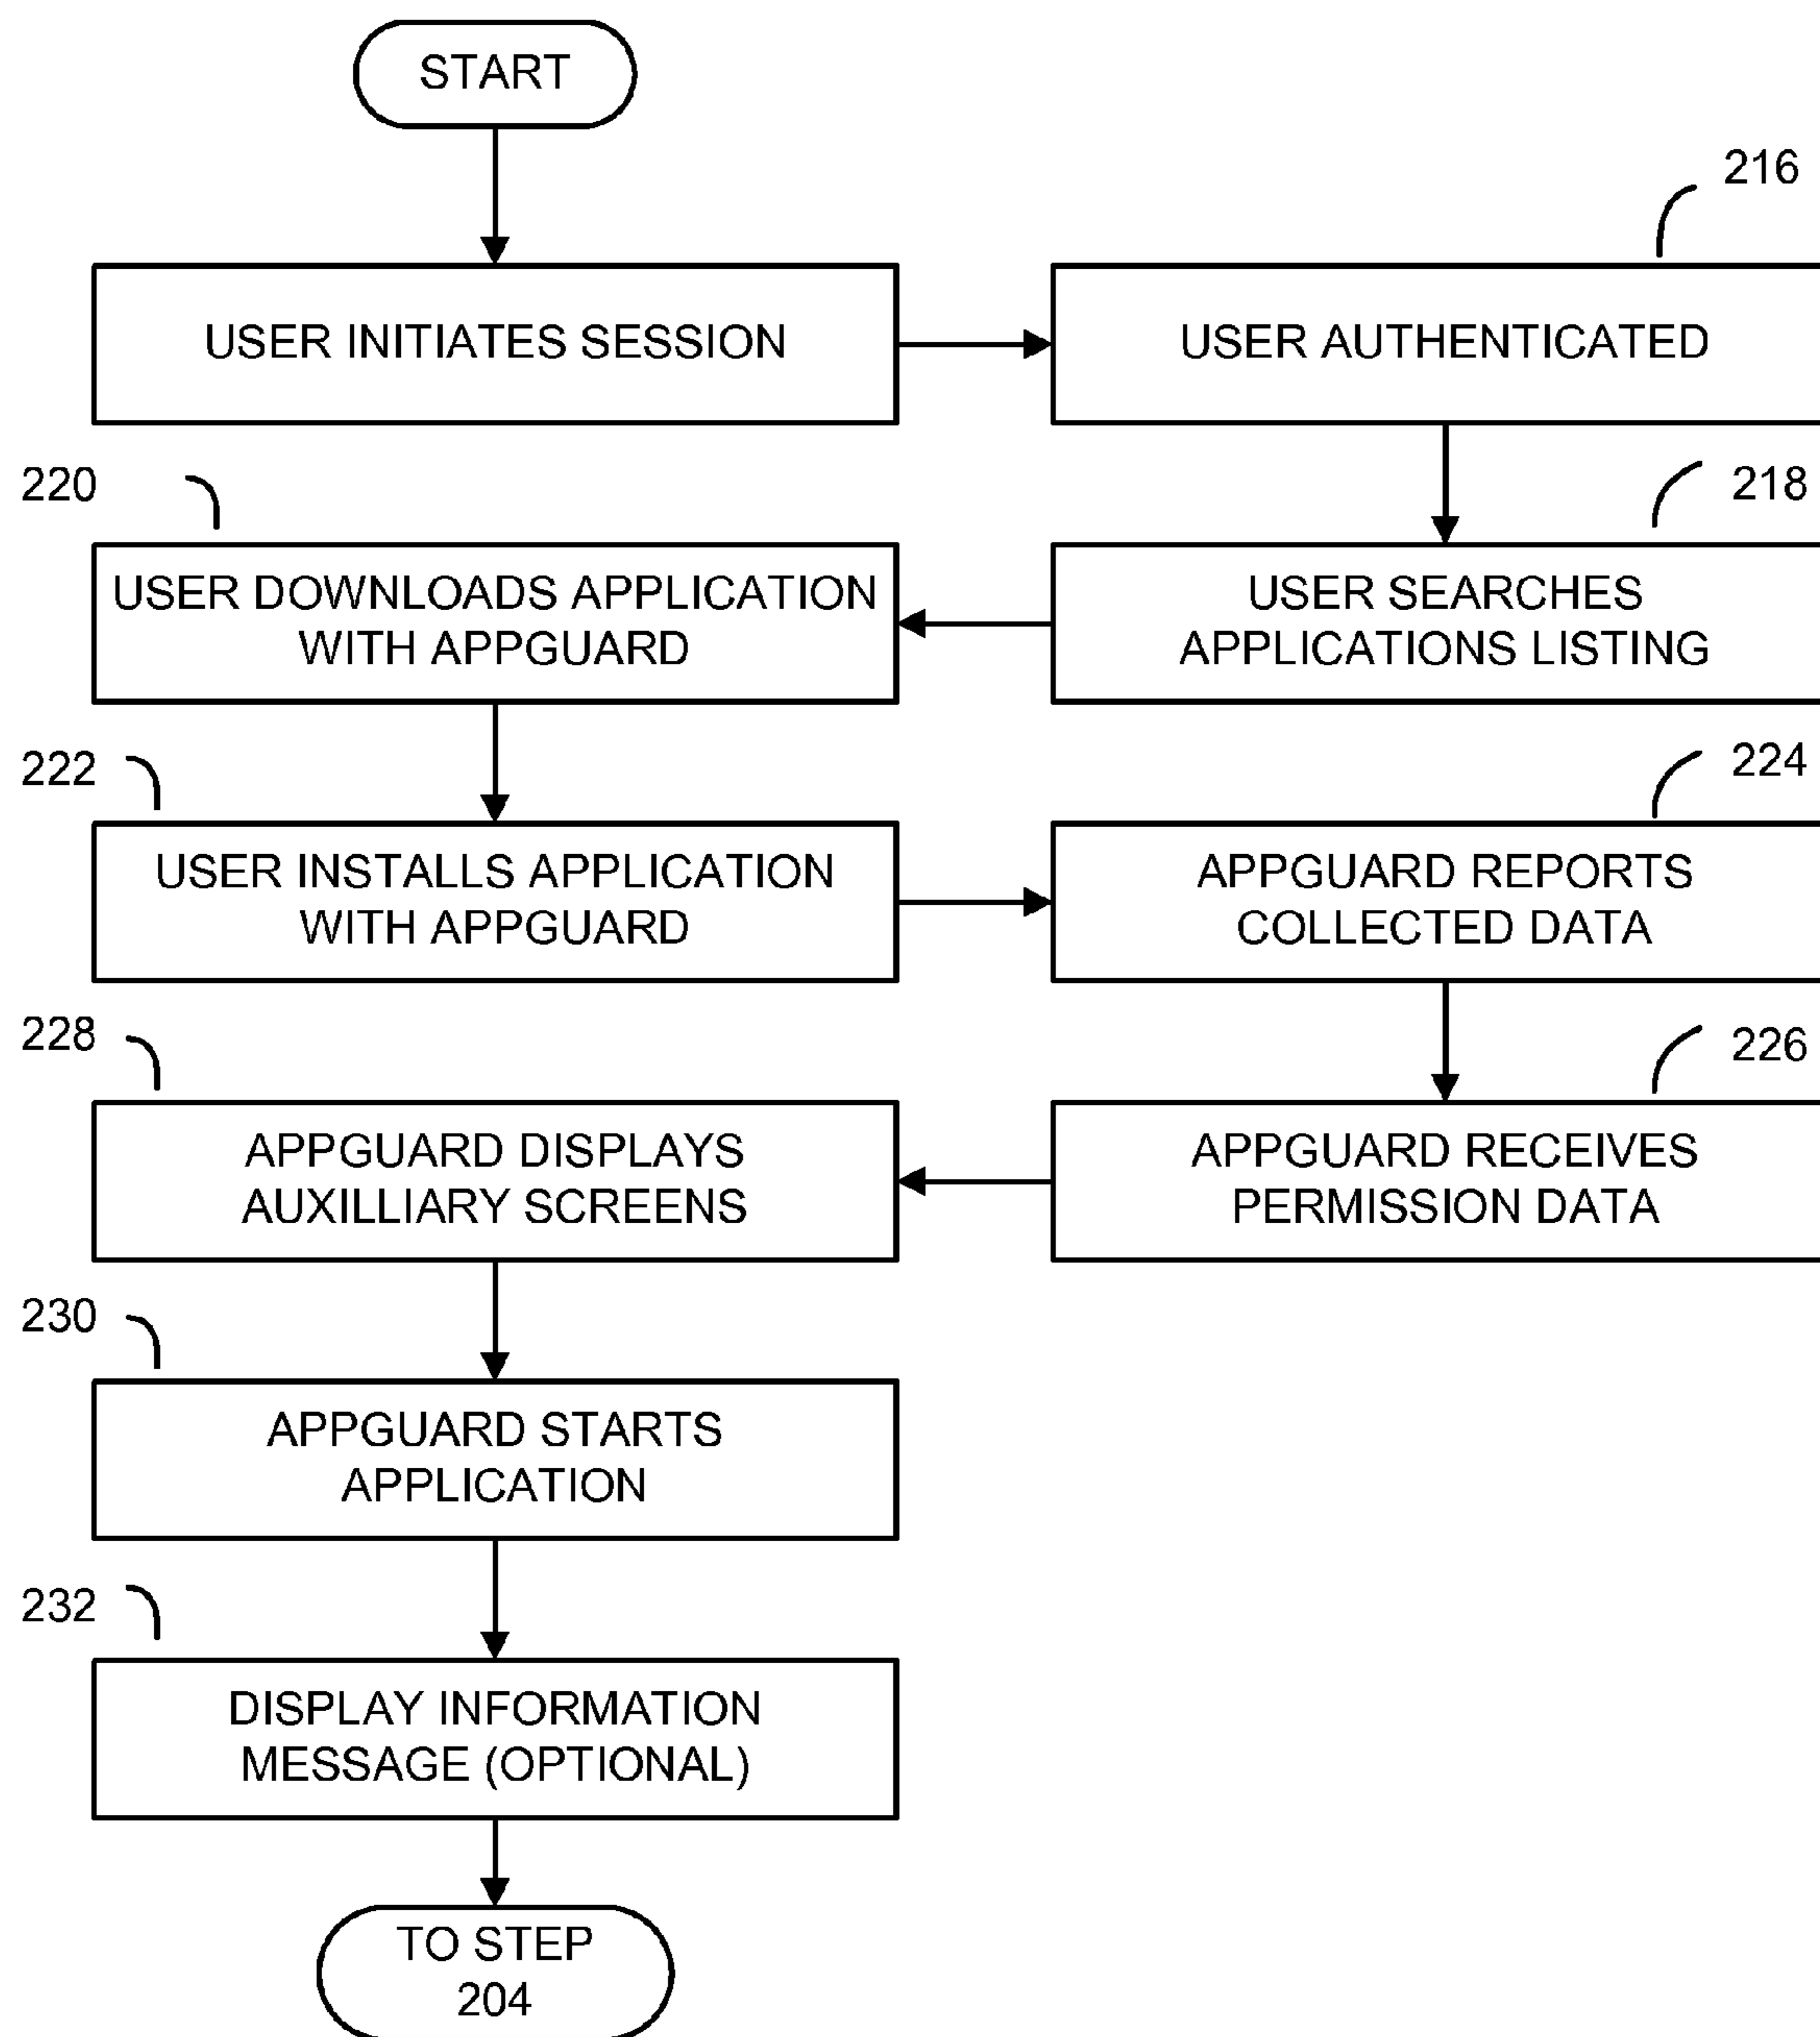 START
216
USER INITIATES SESSION
USER AUTHENTICATED
220
218
USER DOWNLOADS APPLICATION
WITH APPGUARD
USER SEARCHES
APPLICATIONS LISTING
222
224
USER INSTALLS APPLICATION
WITH APPGUARD
APPGUARD REPORTS
COLLECTED DATA
228
226
APPGUARD DISPLAYS
AUXILLIARY SCREENS
APPGUARD RECEIVES
PERMISSION DATA
230
APPGUARD STARTS
APPLICATION
232
DISPLAY INFORMATION
MESSAGE (OPTIONAL)
TO STEP
204